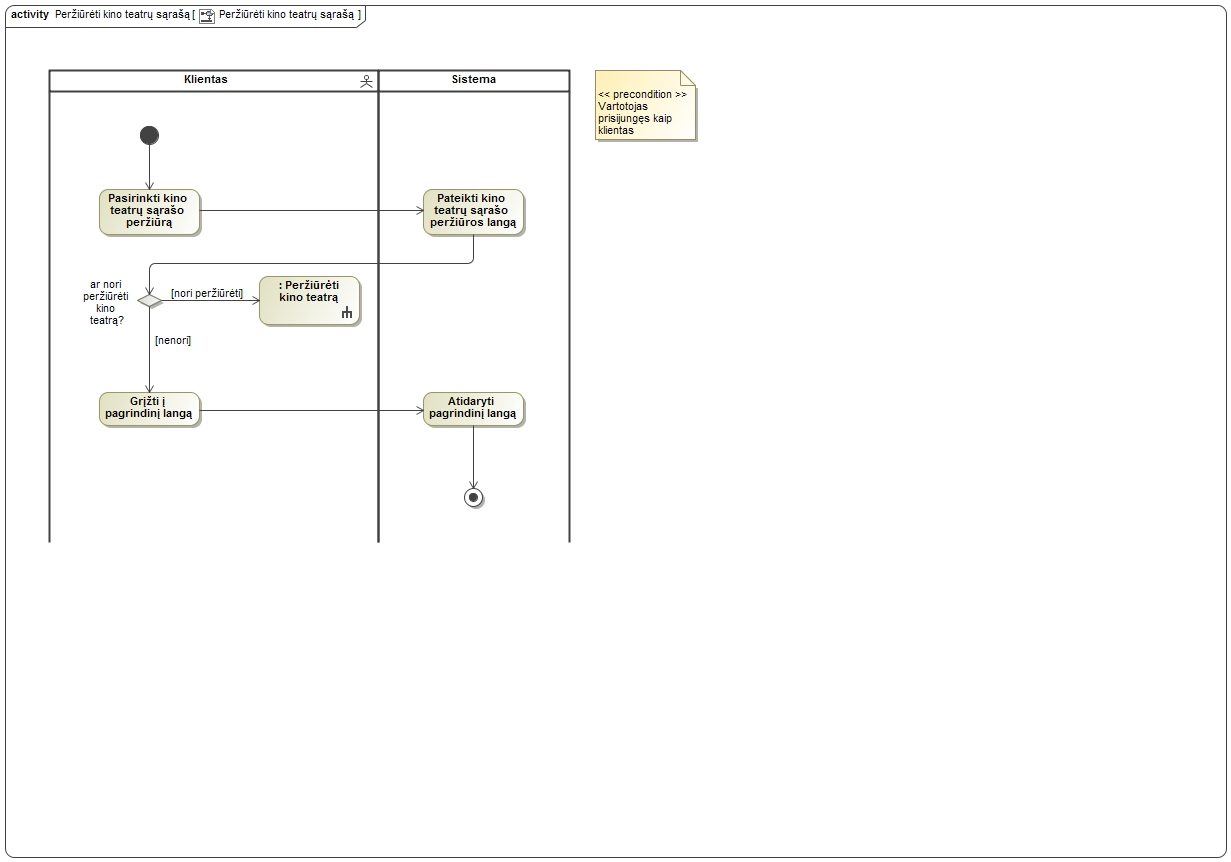 activity Peržiūrėti kino teatrų sąrašą [ Peržiūrėti kino teatrų sąrašą ]
Klientas
Sistema
<< precondition >>
Vartotojas
prisijungęs kaip
klientas
Pasirinkti kino
teatrų sąrašo
peržiūrą
Pateikti kino
teatrų sąrašo
peržiūros langą
ar nori
peržiūrėti
kino
teatrą?
[nori peržiūrėti]
: Peržiūrėti
kino teatrą
[nenori]
Grįžti į
pagrindinį langą
Atidaryti
pagrindinį langą